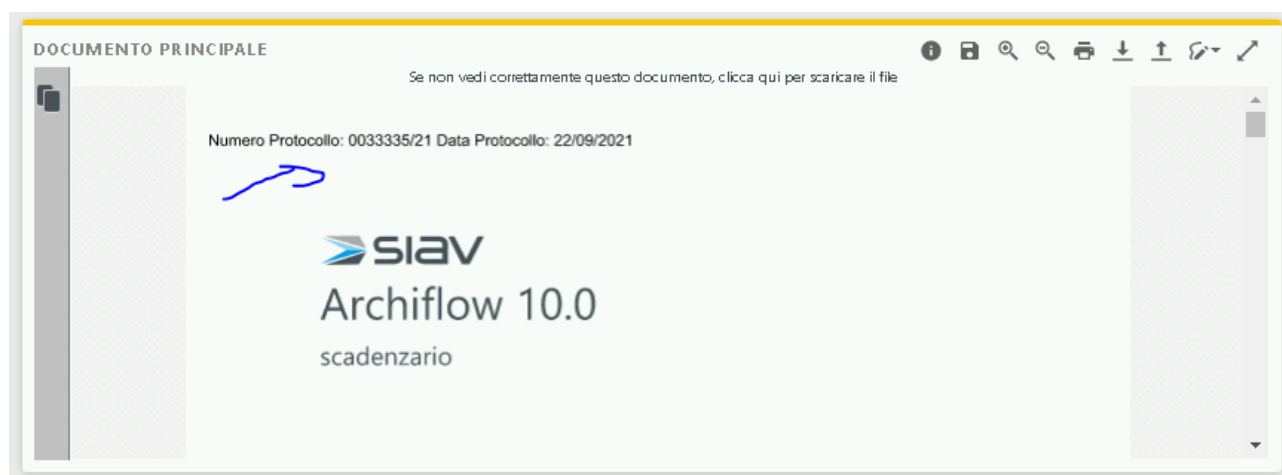 DOCUMENTO PRINCIPALE
Se non vedi correttamente questo documento, clicca qui per scaricare il file
Numero Protocollo: 0033335/21 Data Protocollo: 22/09/2021
SIAV
Archiflow 10.0
scadenzario